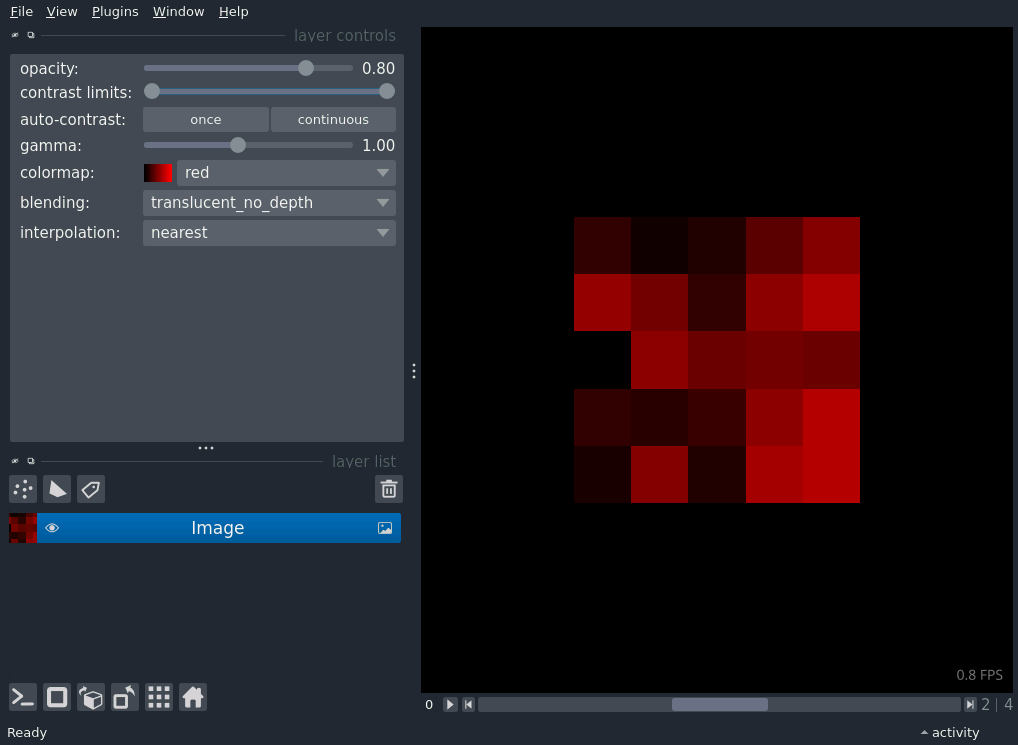 File View Plugins Window Help
layer controls
opacity: 0.80
contrast limits:
auto-contrast: once continuous
gamma: 1.00
colormap: red
blending: translucent_no_depth
interpolation: nearest
layer list
Image
0.8 FPS
0 2 | 4
Ready activity